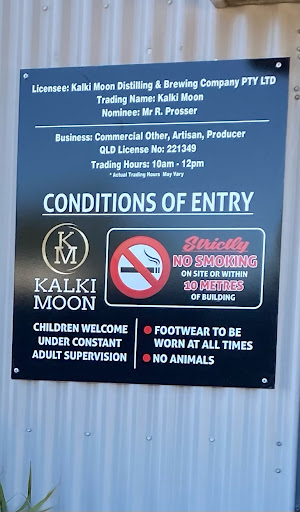 Licensee: Kalki Moon Distilling & Brewing Company PTY LTD
Trading Name: Kalki Moon
Nominee: Mr R. Prosser
Business: Commercial Other, Artisan, Producer
QLD License No: 221349
Trading Hours: 10am - 12pm
* Actual Trading Hours May Vary
CONDITIONS OF ENTRY
KM
KALKI
MOON
Strictly
NO SMOKING
ON SITE OR WITHIN
10 METRES
OF BUILDING
CHILDREN WELCOME
UNDER CONSTANT
ADULT SUPERVISION
FOOTWEAR TO BE
WORN AT ALL TIMES
NO ANIMALS